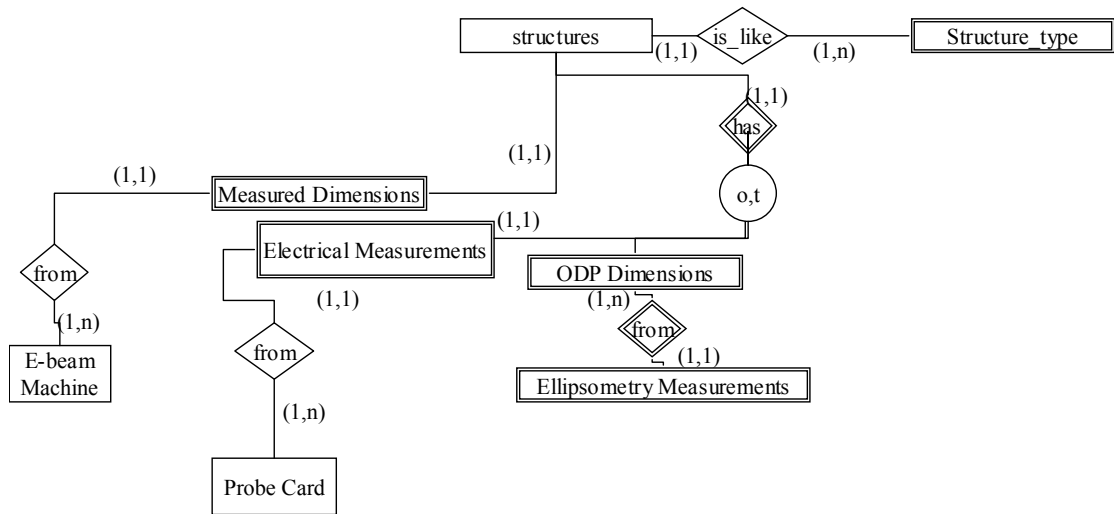 structures
is_like
Structure_type
(1,1)
(1,n)
(1,1)
has
(1,1)
(1,1)
Measured Dimensions
o,t
(1,1)
Electrical Measurements
from
ODP Dimensions
(1,1)
(1,n)
(1,n)
from
E-beam
Machine
from
(1,1)
Ellipsometry Measurements
(1,n)
Probe Card